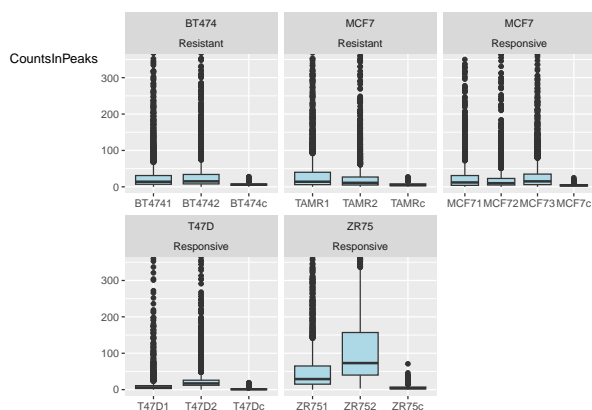 BT474
MCF7
MCF7
Resistant
Resistant
Responsive
CountsInPeaks
300
200
100
0
BT4741 BT4742 BT474c
TAMR1 TAMR2 TAMRc
MCF71 MCF72 MCF73 MCF7c
T47D
ZR75
Responsive
Responsive
300
200
100
0
T47D1 T47D2 T47Dc
ZR751 ZR752 ZR75c